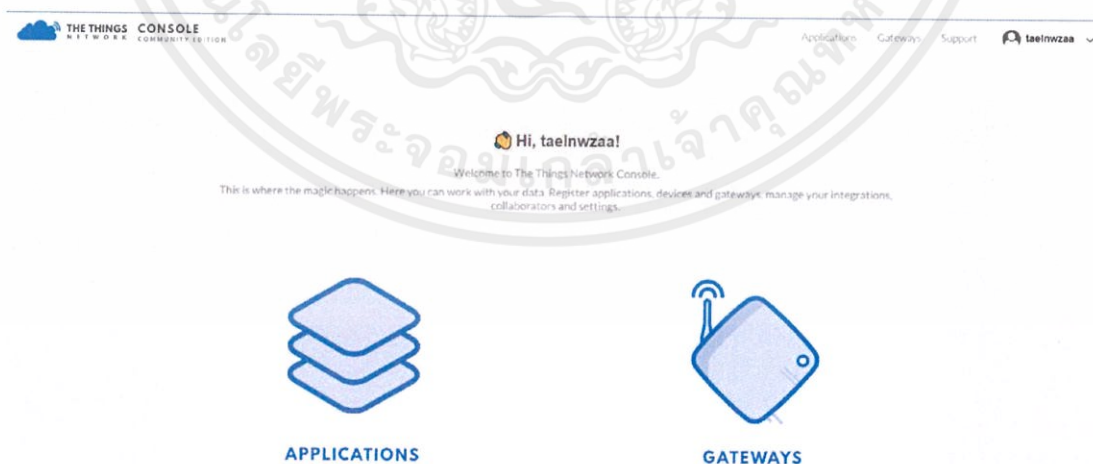 THE THINGS CONSOLE
NETWORK COMMUNITY EDITION
Applications Gateways Support taelnwzaa
Hi, taelnwzaa!
Welcome to The Things Network Console.
This is where the magic happens. Here you can work with your data. Register applications, devices and gateways, manage your integrations,
collaborators and settings.
APPLICATIONS
GATEWAYS